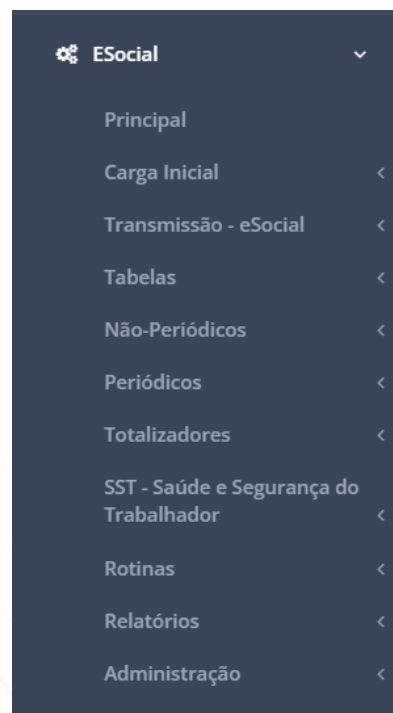 ESocial
Principal
Carga Inicial
Transmissão - eSocial
Tabelas
Não-Periódicos
Periódicos
Totalizadores
SST - Saúde e Segurança do
Trabalhador
Rotinas
Relatórios
Administração